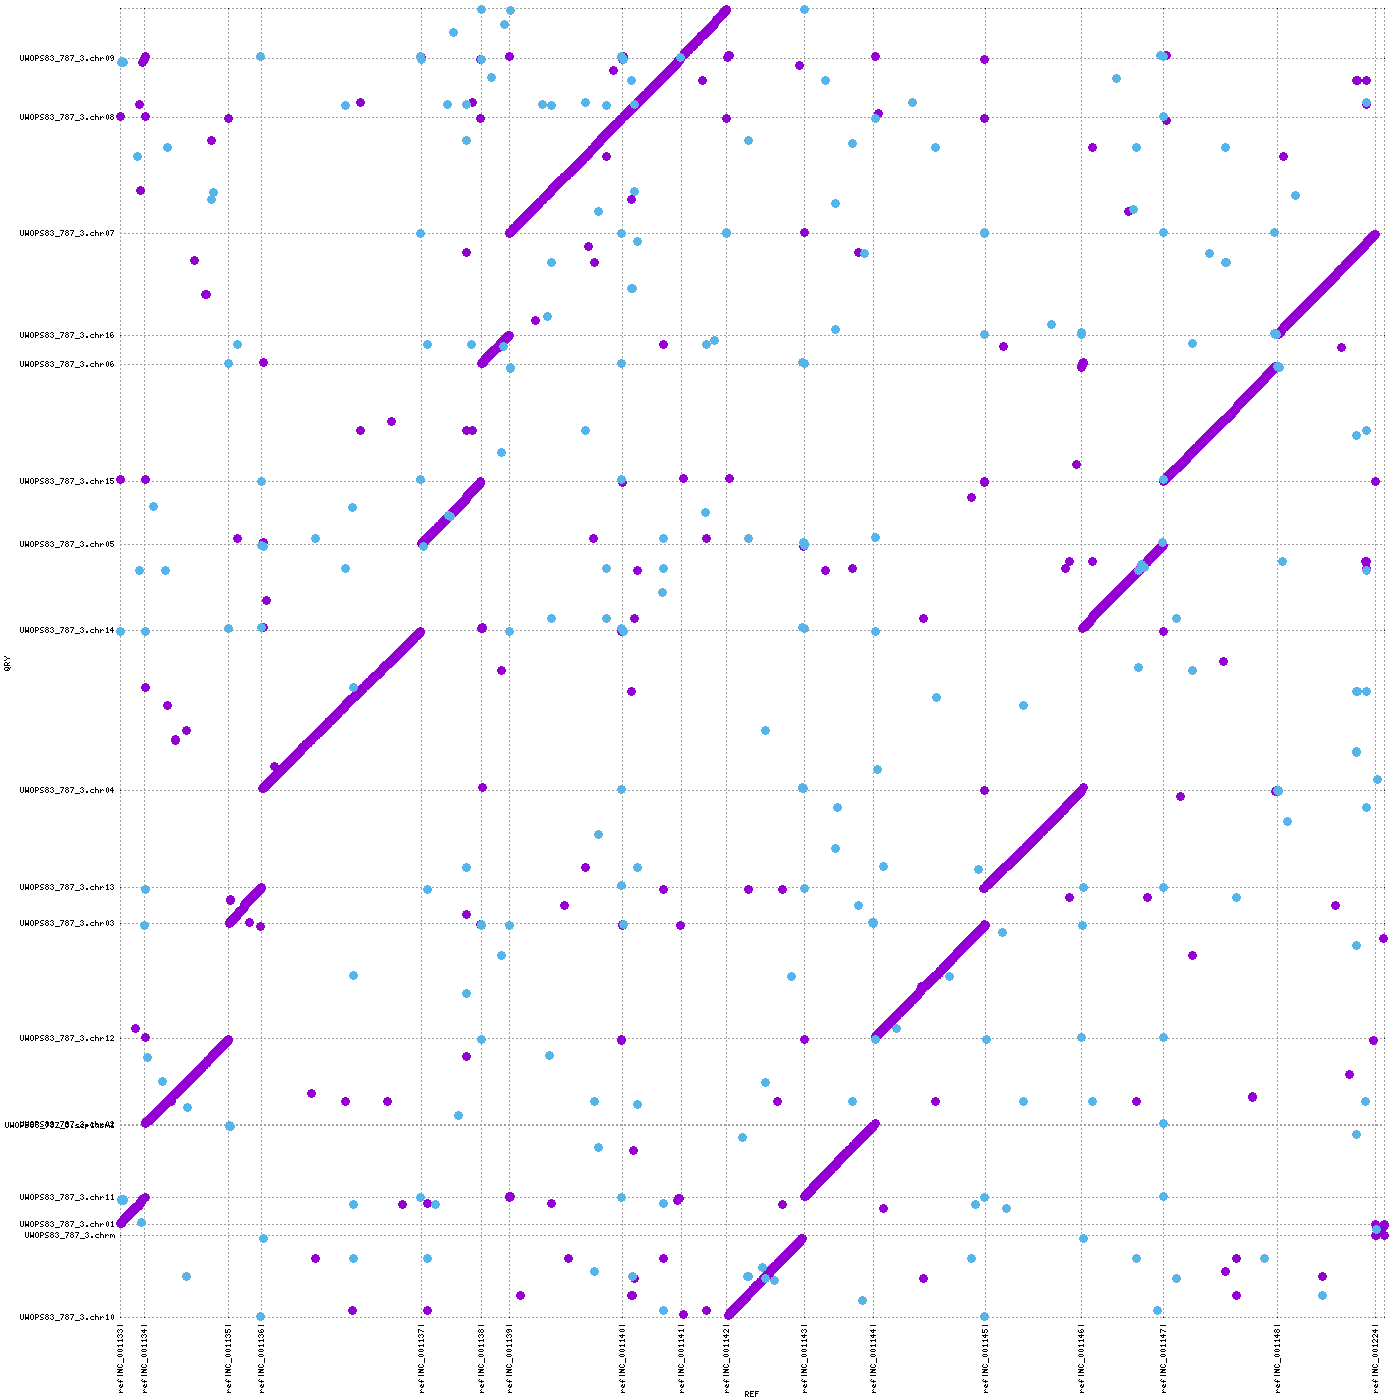 UWOPS83_787_3.chr09
UWOPS83_787_3.chr08
UWOPS83_787_3.chr07
UWOPS83_787_3.chr16
UWOPS83_787_3.chr06
UWOPS83_787_3.chr15
UWOPS83_787_3.chr05
UWOPS83_787_3.chr14
QRY
UWOPS83_787_3.chr04
UWOPS83_787_3.chr13
UWOPS83_787_3.chr03
UWOPS83_787_3.chr12
UWOPS83_787_3.chr11
UWOPS83_787_3.chr01
UWOPS83_787_3.chrm
UWOPS83_787_3.chr10
ref|NC_001133|
ref|NC_001134|
ref|NC_001135|
ref|NC_001136|
ref|NC_001137|
ref|NC_001138|
ref|NC_001139|
ref|NC_001140|
ref|NC_001141|
ref|NC_001142|
ref|NC_001143|
ref|NC_001144|
ref|NC_001145|
ref|NC_001146|
ref|NC_001147|
ref|NC_001148|
ref|NC_001224|
REF